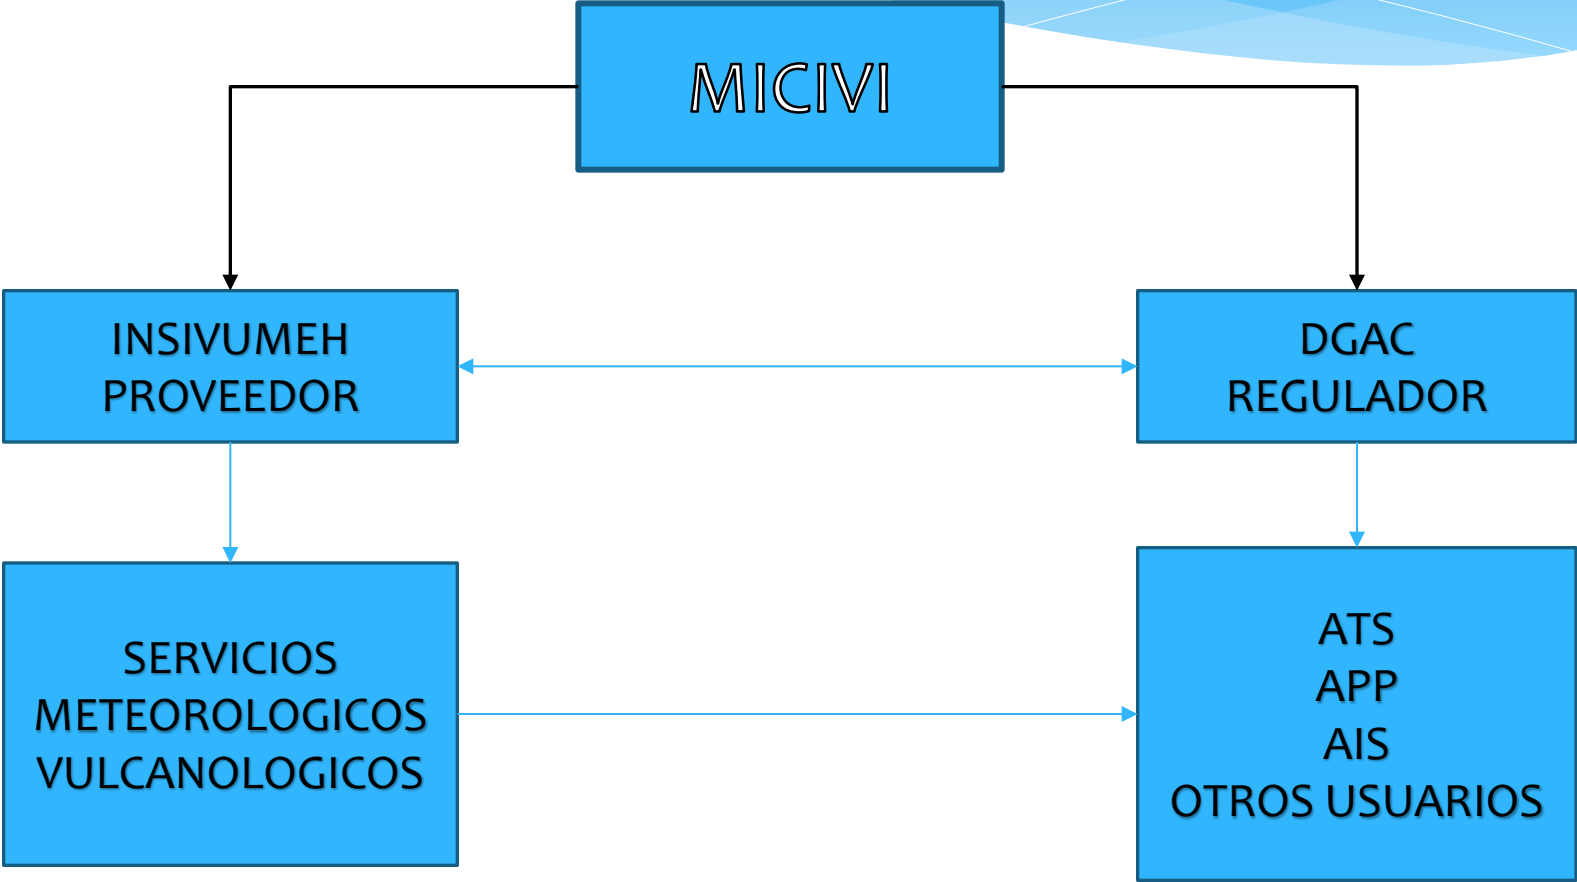 MICIVI
INSIVUMEH
PROVEEDOR
DGAC
REGULADOR
SERVICIOS
METEOROLOGICOS
VULCANOLOGICOS
ATS
APP
AIS
OTROS USUARIOS